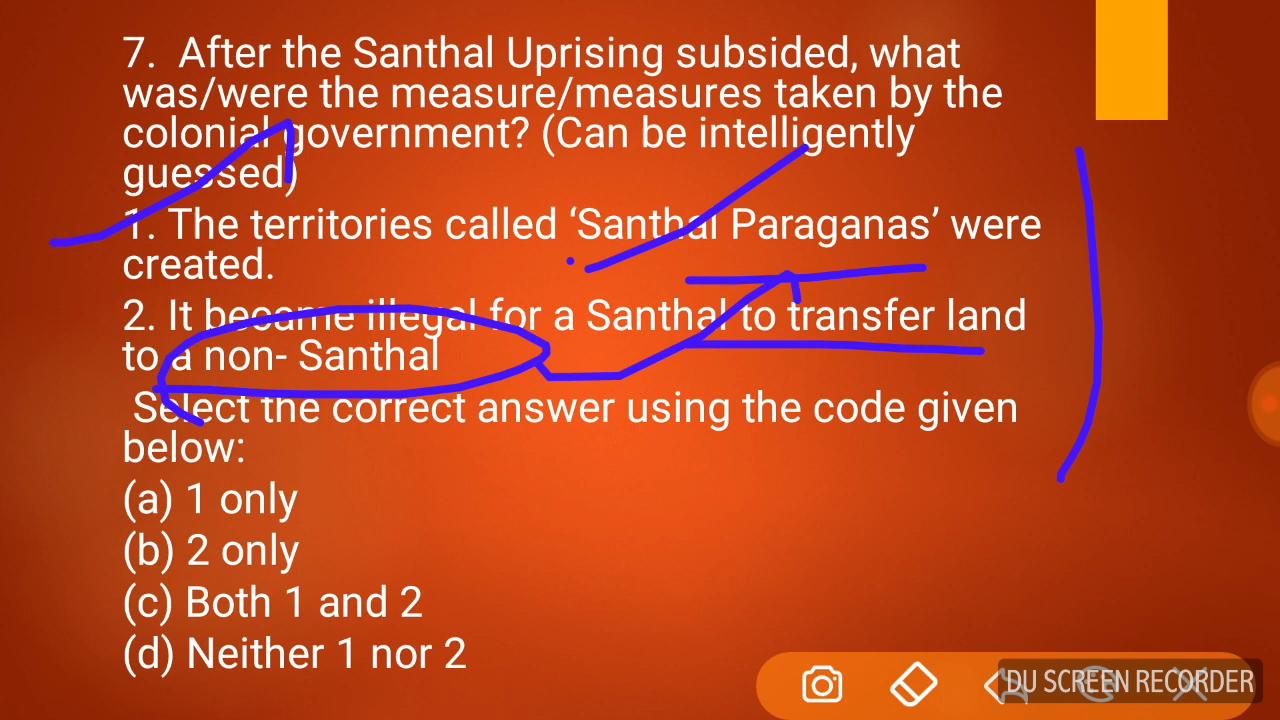 7.  After the Santhal Uprising subsided, what
was/were the measure/measures taken by the
colonial government? (Can be intelligently
guessed)
1. The territories called ‘Santhal Paraganas’ were
created.
2. It became illegal for a Santhal to transfer land
to a non- Santhal
Select the correct answer using the code given
below:
(a) 1 only
(b) 2 only
(c) Both 1 and 2
(d) Neither 1 nor 2
DU SCREEN RECORDER